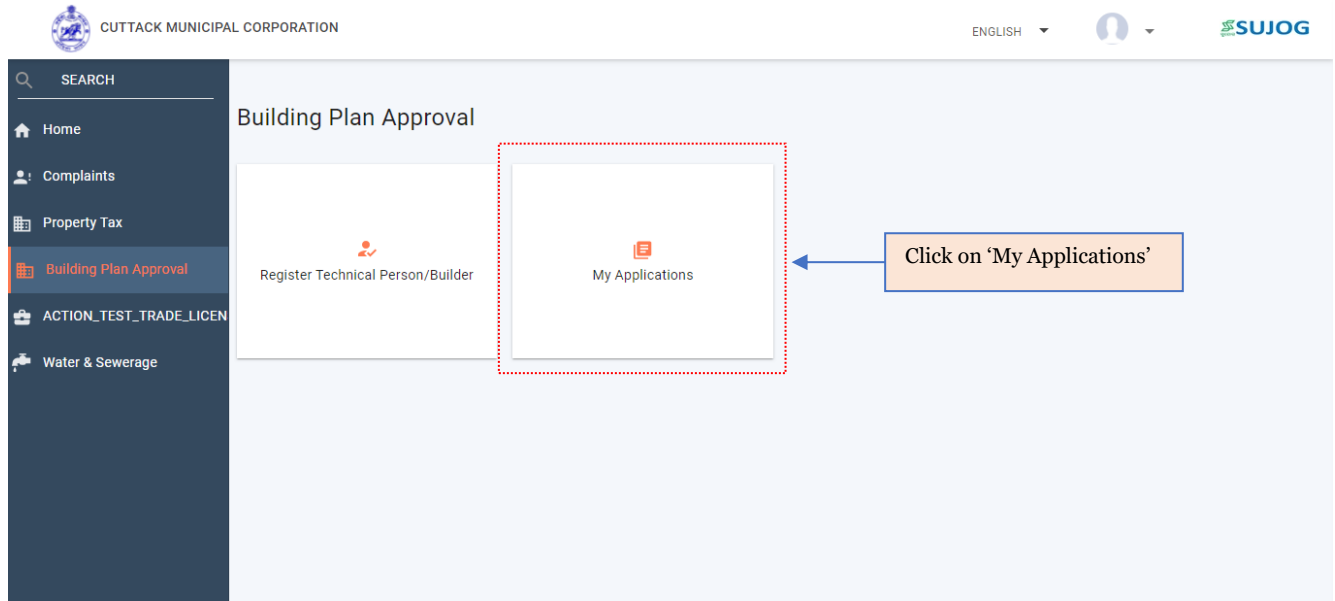 CUTTACK MUNICIPAL CORPORATION
ENGLISH
SUJOG
SEARCH
Home
Complaints
Property Tax
Building Plan Approval
ACTION_TEST_TRADE_LICEN
Water & Sewerage
Building Plan Approval
Register Technical Person/Builder
My Applications
Click on ‘My Applications’